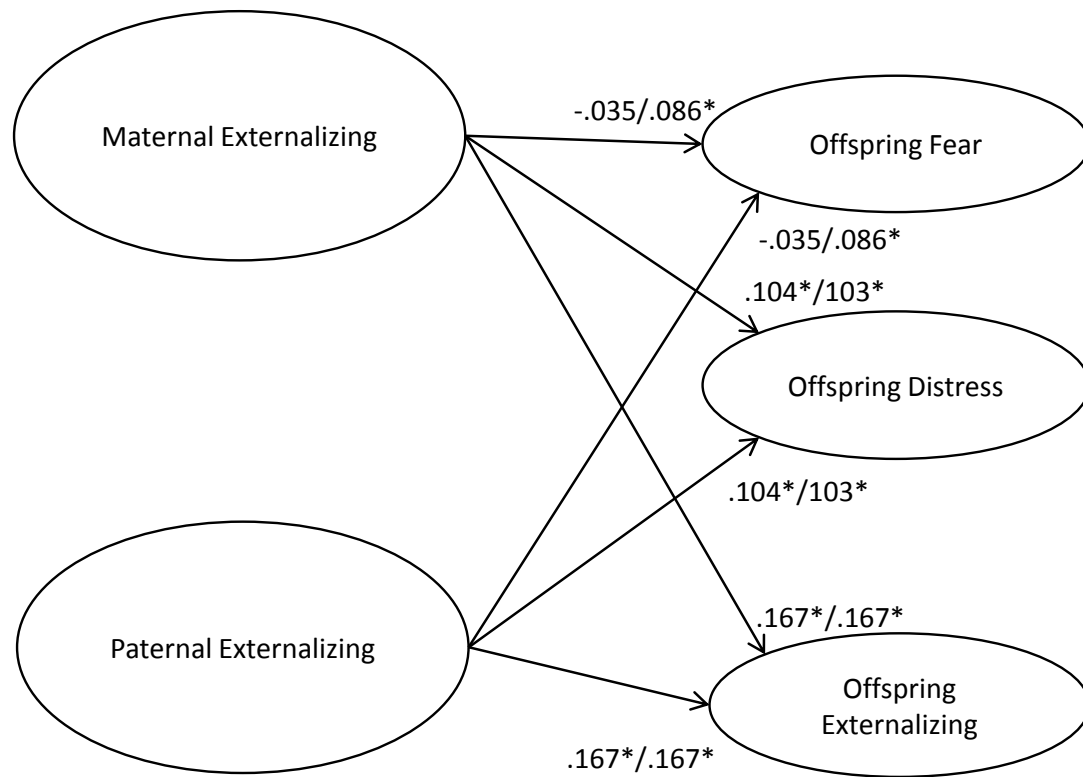 -.035/.086*
Maternal Externalizing
Offspring Fear
-.035/.086*
.104*/103*
Offspring Distress
.104*/103*
.167*/.167*
Paternal Externalizing
Offspring
Externalizing
.167*/.167*